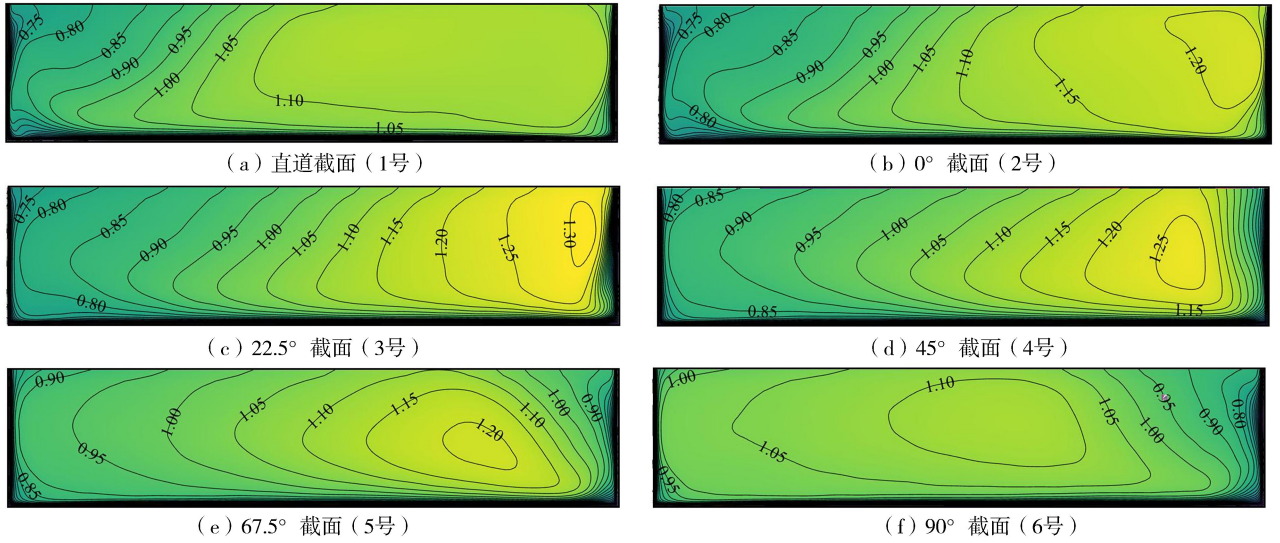 0.75 0.80 0.85 0.90 0.95 1.00 1.05 1.10 1.05
(a)直道截面(1号)
0.75 0.80 0.85 0.90 0.95 1.00 1.05 1.10 1.15 1.20 0.80
(b)0° 截面(2号)
0.75 0.80 0.85 0.90 0.95 1.00 1.05 1.10 1.15 1.20 1.25 1.30 0.80
(c)22.5° 截面(3号)
0.80 0.85 0.90 0.95 1.00 1.05 1.10 1.15 1.20 1.25 0.85 1.15
(d)45° 截面(4号)
0.90 0.95 1.00 1.05 1.10 1.15 1.20 1.10 1.00 0.90 0.85
(e)67.5° 截面(5号)
1.00 1.05 1.10 1.05 1.00 0.95 0.90 0.80 0.95
(f)90° 截面(6号)